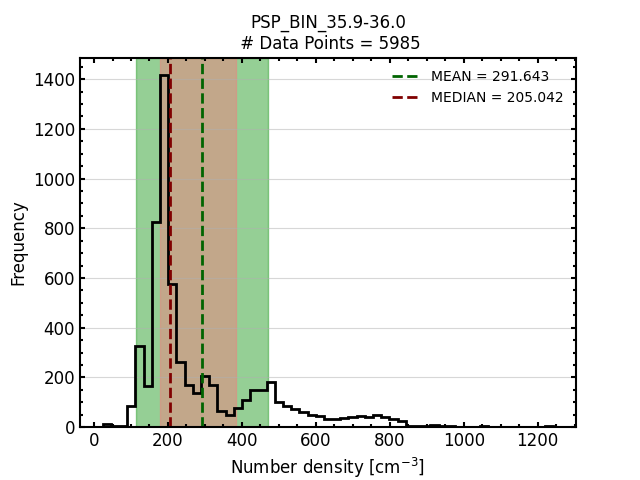 PSP_BIN_35.9-36.0
# Data Points = 5985
MEAN = 291.643
MEDIAN = 205.042
Frequency
1400
1200
1000
800
600
400
200
0
0 200 400 600 800 1000 1200
Number density [cm⁻³]